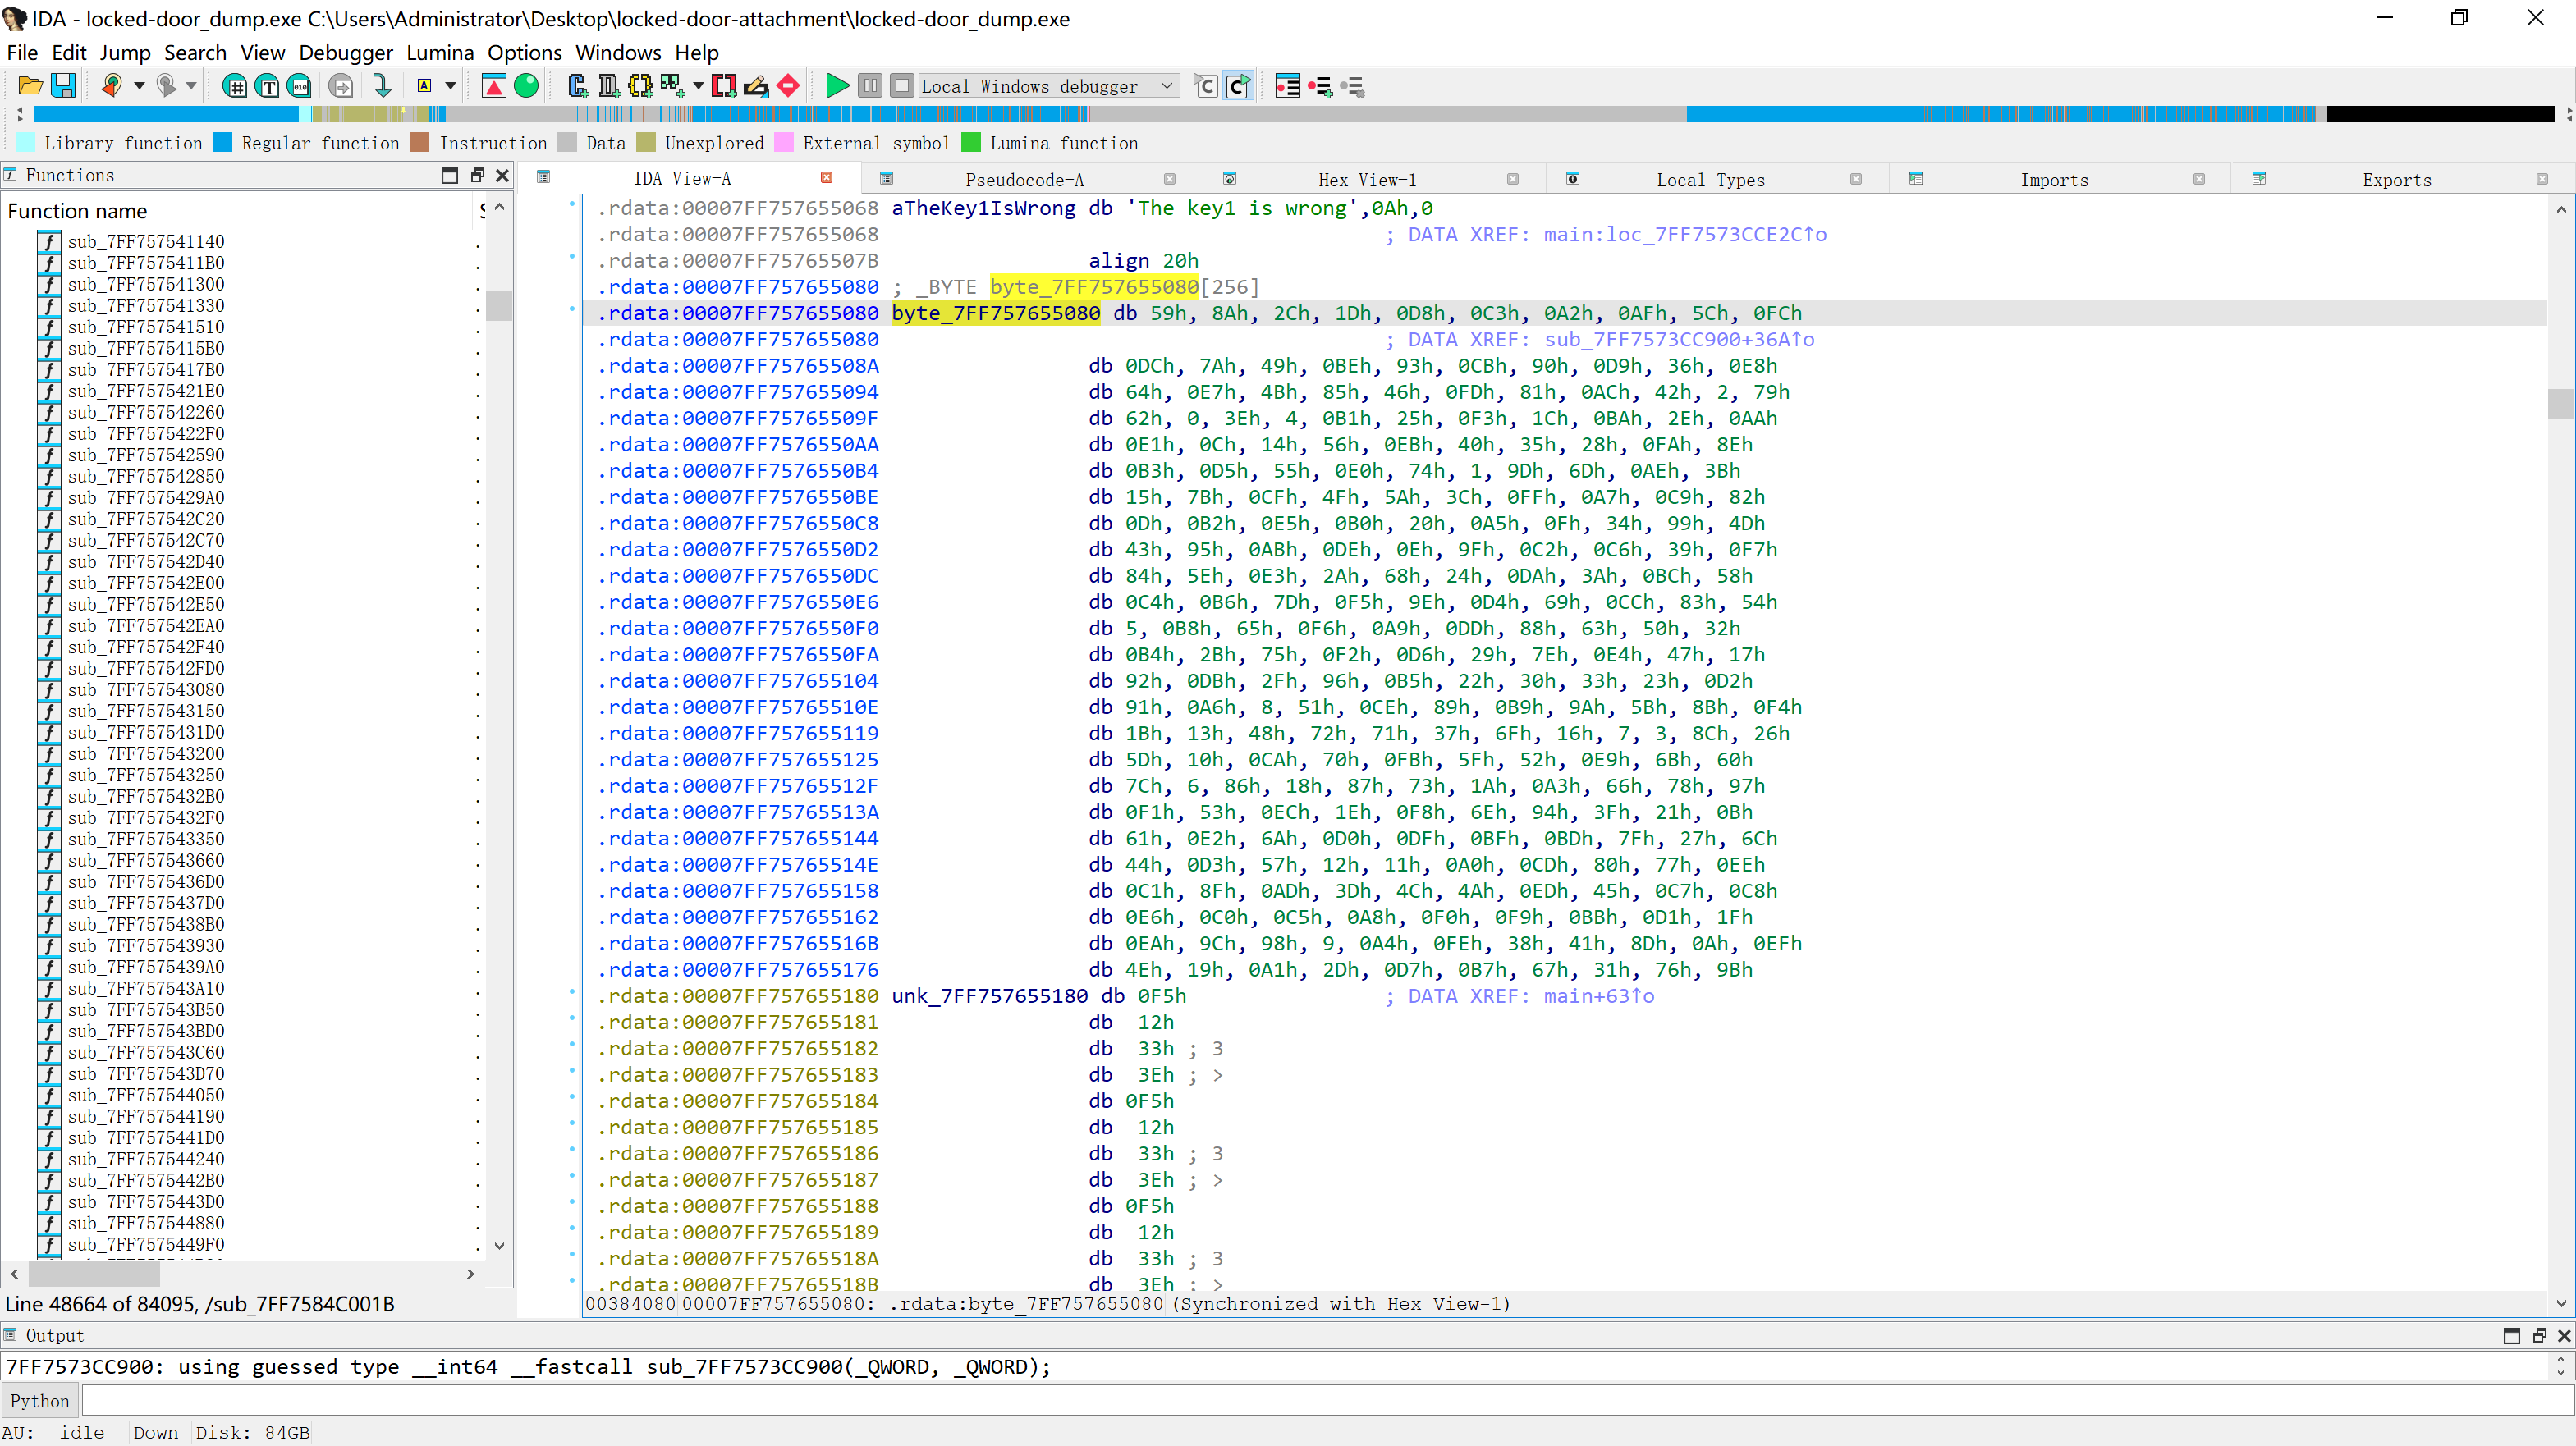 IDA - locked-door_dump.exe C:\Users\Administrator\Desktop\locked-door-attachment\locked-door_dump.exe
File Edit Jump Search View Debugger Lumina Options Windows Help
Local Windows debugger
Library function Regular function Instruction Data Unexplored External symbol Lumina function
Functions
Function name
sub_7FF757541140 .
sub_7FF7575411B0 .
sub_7FF757541300 .
sub_7FF757541330 .
sub_7FF757541510 .
sub_7FF7575415B0 .
sub_7FF7575417B0 .
sub_7FF7575421E0 .
sub_7FF757542260 .
sub_7FF7575422F0 .
sub_7FF757542590 .
sub_7FF757542850 .
sub_7FF7575429A0 .
sub_7FF757542C20 .
sub_7FF757542C70 .
sub_7FF757542D40 .
sub_7FF757542E00 .
sub_7FF757542E50 .
sub_7FF757542EA0 .
sub_7FF757542F40 .
sub_7FF757542FD0 .
sub_7FF757543080 .
sub_7FF757543150 .
sub_7FF7575431D0 .
sub_7FF757543200 .
sub_7FF757543250 .
sub_7FF7575432B0 .
sub_7FF7575432F0 .
sub_7FF757543350 .
sub_7FF757543660 .
sub_7FF7575436D0 .
sub_7FF7575437D0 .
sub_7FF7575438B0 .
sub_7FF757543930 .
sub_7FF7575439A0 .
sub_7FF757543A10 .
sub_7FF757543B50 .
sub_7FF757543BD0 .
sub_7FF757543C60 .
sub_7FF757543D70 .
sub_7FF757544050 .
sub_7FF757544190 .
sub_7FF7575441D0 .
sub_7FF757544240 .
sub_7FF7575442B0 .
sub_7FF7575443D0 .
sub_7FF757544880 .
sub_7FF7575449F0 .
Line 48664 of 84095, /sub_7FF7584C001B
IDA View-A Pseudocode-A Hex View-1 Local Types Imports Exports
.rdata:00007FF757655068 aTheKey1IsWrong db 'The key1 is wrong',0Ah,0
.rdata:00007FF757655068 ; DATA XREF: main:loc_7FF7573CCE2C↑o
.rdata:00007FF75765507B align 20h
.rdata:00007FF757655080 ; _BYTE byte_7FF757655080[256]
.rdata:00007FF757655080 byte_7FF757655080 db 59h, 8Ah, 2Ch, 1Dh, 0D8h, 0C3h, 0A2h, 0AFh, 5Ch, 0FCh
.rdata:00007FF757655080 ; DATA XREF: sub_7FF7573CC900+36A↑o
.rdata:00007FF75765508A db 0DCh, 7Ah, 49h, 0BEh, 93h, 0CBh, 90h, 0D9h, 36h, 0E8h
.rdata:00007FF757655094 db 64h, 0E7h, 4Bh, 85h, 46h, 0FDh, 81h, 0ACh, 42h, 2, 79h
.rdata:00007FF75765509F db 62h, 0, 3Eh, 4, 0B1h, 25h, 0F3h, 1Ch, 0BAh, 2Eh, 0AAh
.rdata:00007FF7576550AA db 0E1h, 0Ch, 14h, 56h, 0EBh, 40h, 35h, 28h, 0FAh, 8Eh
.rdata:00007FF7576550B4 db 0B3h, 0D5h, 55h, 0E0h, 74h, 1, 9Dh, 6Dh, 0AEh, 3Bh
.rdata:00007FF7576550BE db 15h, 7Bh, 0CFh, 4Fh, 5Ah, 3Ch, 0FFh, 0A7h, 0C9h, 82h
.rdata:00007FF7576550C8 db 0Dh, 0B2h, 0E5h, 0B0h, 20h, 0A5h, 0Fh, 34h, 99h, 4Dh
.rdata:00007FF7576550D2 db 43h, 95h, 0ABh, 0DEh, 0Eh, 9Fh, 0C2h, 0C6h, 39h, 0F7h
.rdata:00007FF7576550DC db 84h, 5Eh, 0E3h, 2Ah, 68h, 24h, 0DAh, 3Ah, 0BCh, 58h
.rdata:00007FF7576550E6 db 0C4h, 0B6h, 7Dh, 0F5h, 9Eh, 0D4h, 69h, 0CCh, 83h, 54h
.rdata:00007FF7576550F0 db 5, 0B8h, 65h, 0F6h, 0A9h, 0DDh, 88h, 63h, 50h, 32h
.rdata:00007FF7576550FA db 0B4h, 2Bh, 75h, 0F2h, 0D6h, 29h, 7Eh, 0E4h, 47h, 17h
.rdata:00007FF757655104 db 92h, 0DBh, 2Fh, 96h, 0B5h, 22h, 30h, 33h, 23h, 0D2h
.rdata:00007FF75765510E db 91h, 0A6h, 8, 51h, 0CEh, 89h, 0B9h, 9Ah, 5Bh, 8Bh, 0F4h
.rdata:00007FF757655119 db 1Bh, 13h, 48h, 72h, 71h, 37h, 6Fh, 16h, 7, 3, 8Ch, 26h
.rdata:00007FF757655125 db 5Dh, 10h, 0CAh, 70h, 0FBh, 5Fh, 52h, 0E9h, 6Bh, 60h
.rdata:00007FF75765512F db 7Ch, 6, 86h, 18h, 87h, 73h, 1Ah, 0A3h, 66h, 78h, 97h
.rdata:00007FF75765513A db 0F1h, 53h, 0ECh, 1Eh, 0F8h, 6Eh, 94h, 3Fh, 21h, 0Bh
.rdata:00007FF757655144 db 61h, 0E2h, 6Ah, 0D0h, 0DFh, 0BFh, 0BDh, 7Fh, 27h, 6Ch
.rdata:00007FF75765514E db 44h, 0D3h, 57h, 12h, 11h, 0A0h, 0CDh, 80h, 77h, 0EEh
.rdata:00007FF757655158 db 0C1h, 8Fh, 0ADh, 3Dh, 4Ch, 4Ah, 0EDh, 45h, 0C7h, 0C8h
.rdata:00007FF757655162 db 0E6h, 0C0h, 0C5h, 0A8h, 0F0h, 0F9h, 0BBh, 0D1h, 1Fh
.rdata:00007FF75765516B db 0EAh, 9Ch, 98h, 9, 0A4h, 0FEh, 38h, 41h, 8Dh, 0Ah, 0EFh
.rdata:00007FF757655176 db 4Eh, 19h, 0A1h, 2Dh, 0D7h, 0B7h, 67h, 31h, 76h, 9Bh
.rdata:00007FF757655180 unk_7FF757655180 db 0F5h ; DATA XREF: main+63↑o
.rdata:00007FF757655181 db 12h
.rdata:00007FF757655182 db 33h ; 3
.rdata:00007FF757655183 db 3Eh ; >
.rdata:00007FF757655184 db 0F5h
.rdata:00007FF757655185 db 12h
.rdata:00007FF757655186 db 33h ; 3
.rdata:00007FF757655187 db 3Eh ; >
.rdata:00007FF757655188 db 0F5h
.rdata:00007FF757655189 db 12h
.rdata:00007FF75765518A db 33h ; 3
.rdata:00007FF75765518B db 3Eh ; >
00384080 00007FF757655080: .rdata:byte_7FF757655080 (Synchronized with Hex View-1)
Output
7FF7573CC900: using guessed type __int64 __fastcall sub_7FF7573CC900(_QWORD, _QWORD);
Python
AU: idle Down Disk: 84GB